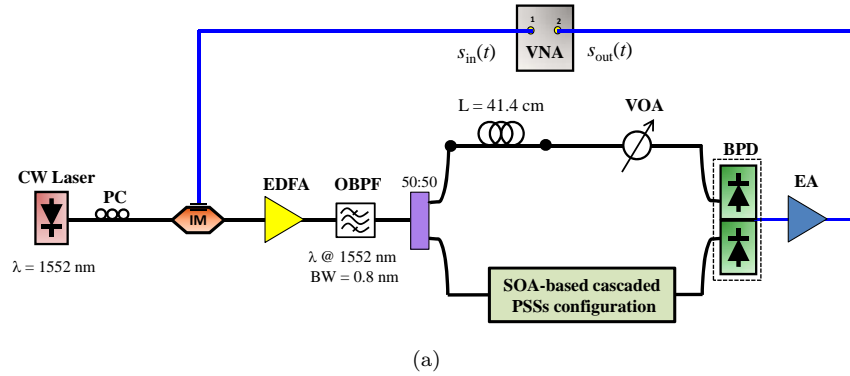 1 2
VNA
s_in(t)
s_out(t)
L = 41.4 cm
VOA
BPD
EA
CW Laser
PC
IM
EDFA
OBPF
50:50
λ = 1552 nm
λ @ 1552 nm
BW = 0.8 nm
SOA-based cascaded
PSSs configuration
(a)